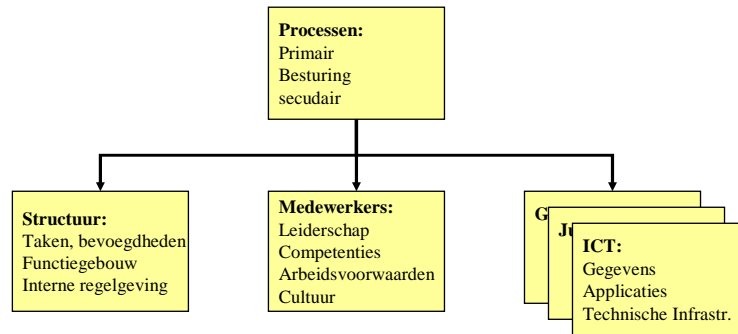 Processen:
Primair
Besturing
secudair
Structuur:
Taken, bevoegdheden
Functiegebouw
Interne regelgeving
Medewerkers:
Leiderschap
Competenties
Arbeidsvoorwaarden
Cultuur
ICT:
Gegevens
Applicaties
Technische Infrastr.